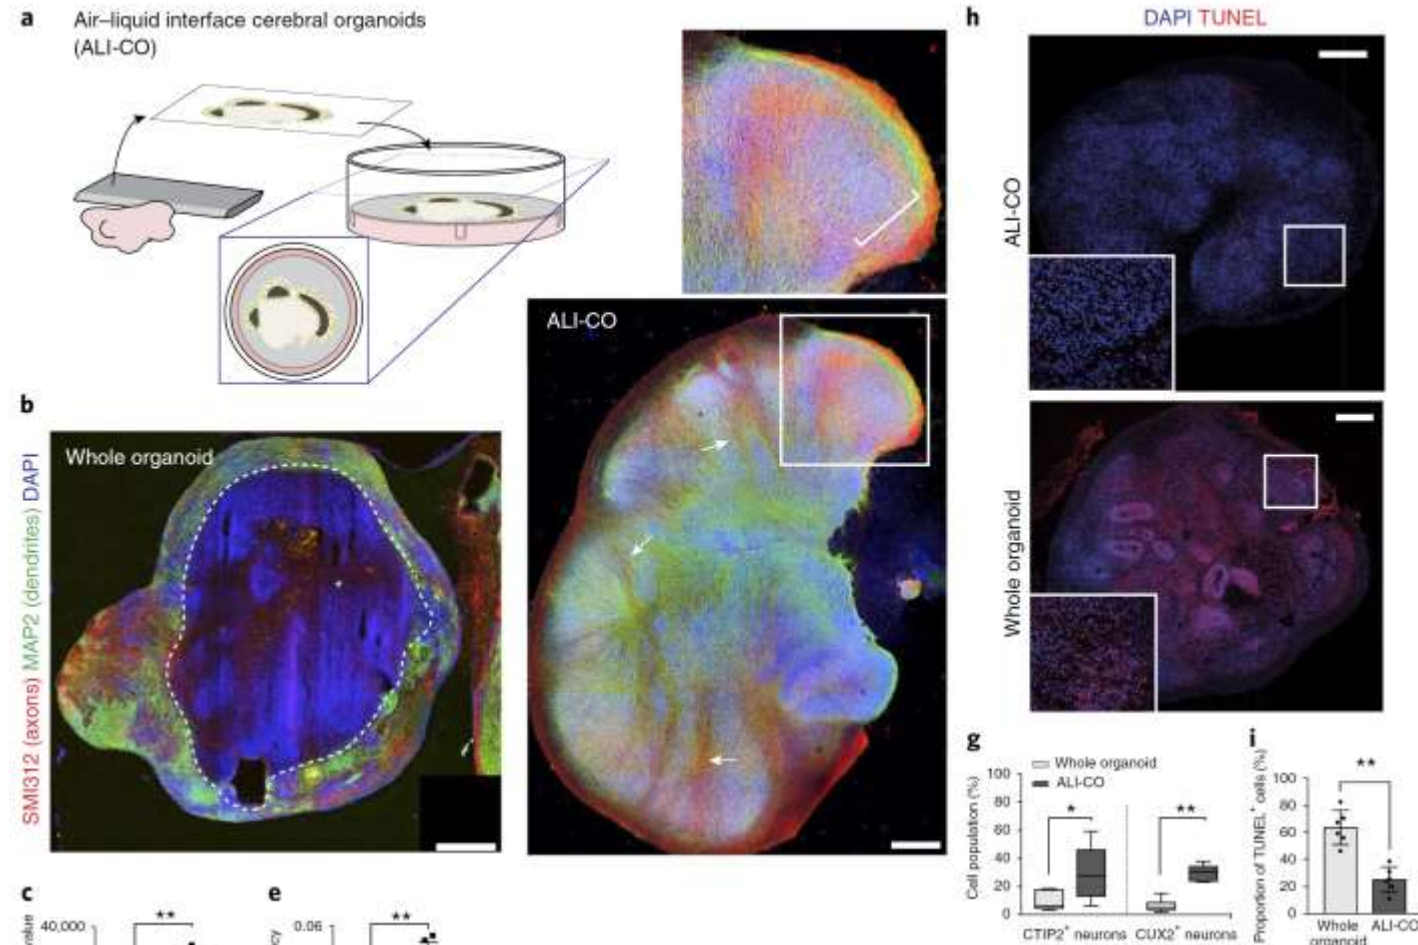 a
Air–liquid interface cerebral organoids
(ALI-CO)
ALI-CO
b
Whole organoid
SMI312 (axons) MAP2 (dendrites) DAPI
h
DAPI TUNEL
ALI-CO
Whole organoid
g
Whole organoid
ALI-CO
Cell population (%)
100
80
60
40
20
0
*
**
CTIP2+ neurons CUX2+ neurons
i
Proportion of TUNEL+ cells (%)
100
80
60
40
20
0
**
Whole ALI-CO
organoid
c
40,000
**
e
0.06
**